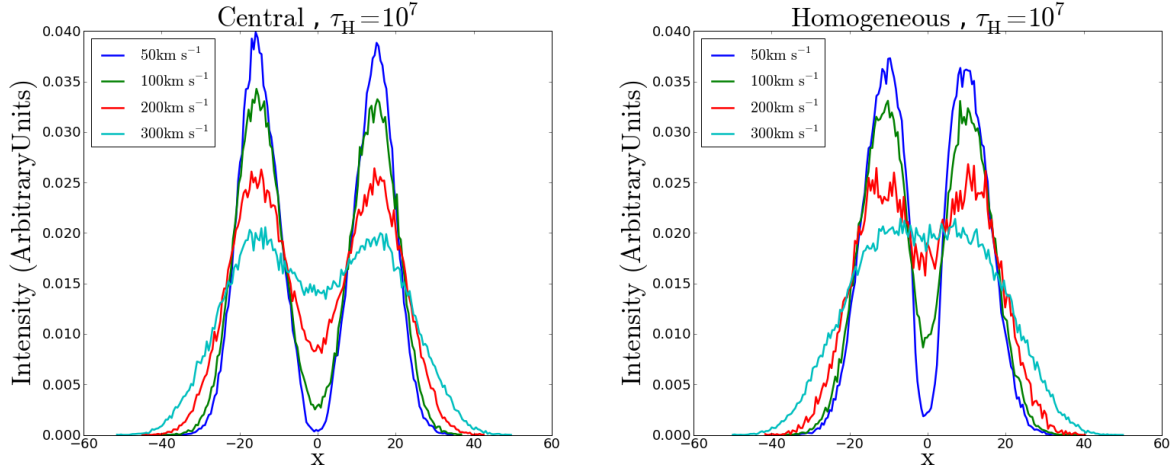 Central , τ_H=10^7
Intensity (ArbitraryUnits)
0.040
0.035
0.030
0.025
0.020
0.015
0.010
0.005
0.000
50km s⁻¹
100km s⁻¹
200km s⁻¹
300km s⁻¹
−60 −40 −20 0 20 40 60
x
Homogeneous , τ_H=10^7
Intensity (ArbitraryUnits)
0.040
0.035
0.030
0.025
0.020
0.015
0.010
0.005
0.000
50km s⁻¹
100km s⁻¹
200km s⁻¹
300km s⁻¹
−60 −40 −20 0 20 40 60
x